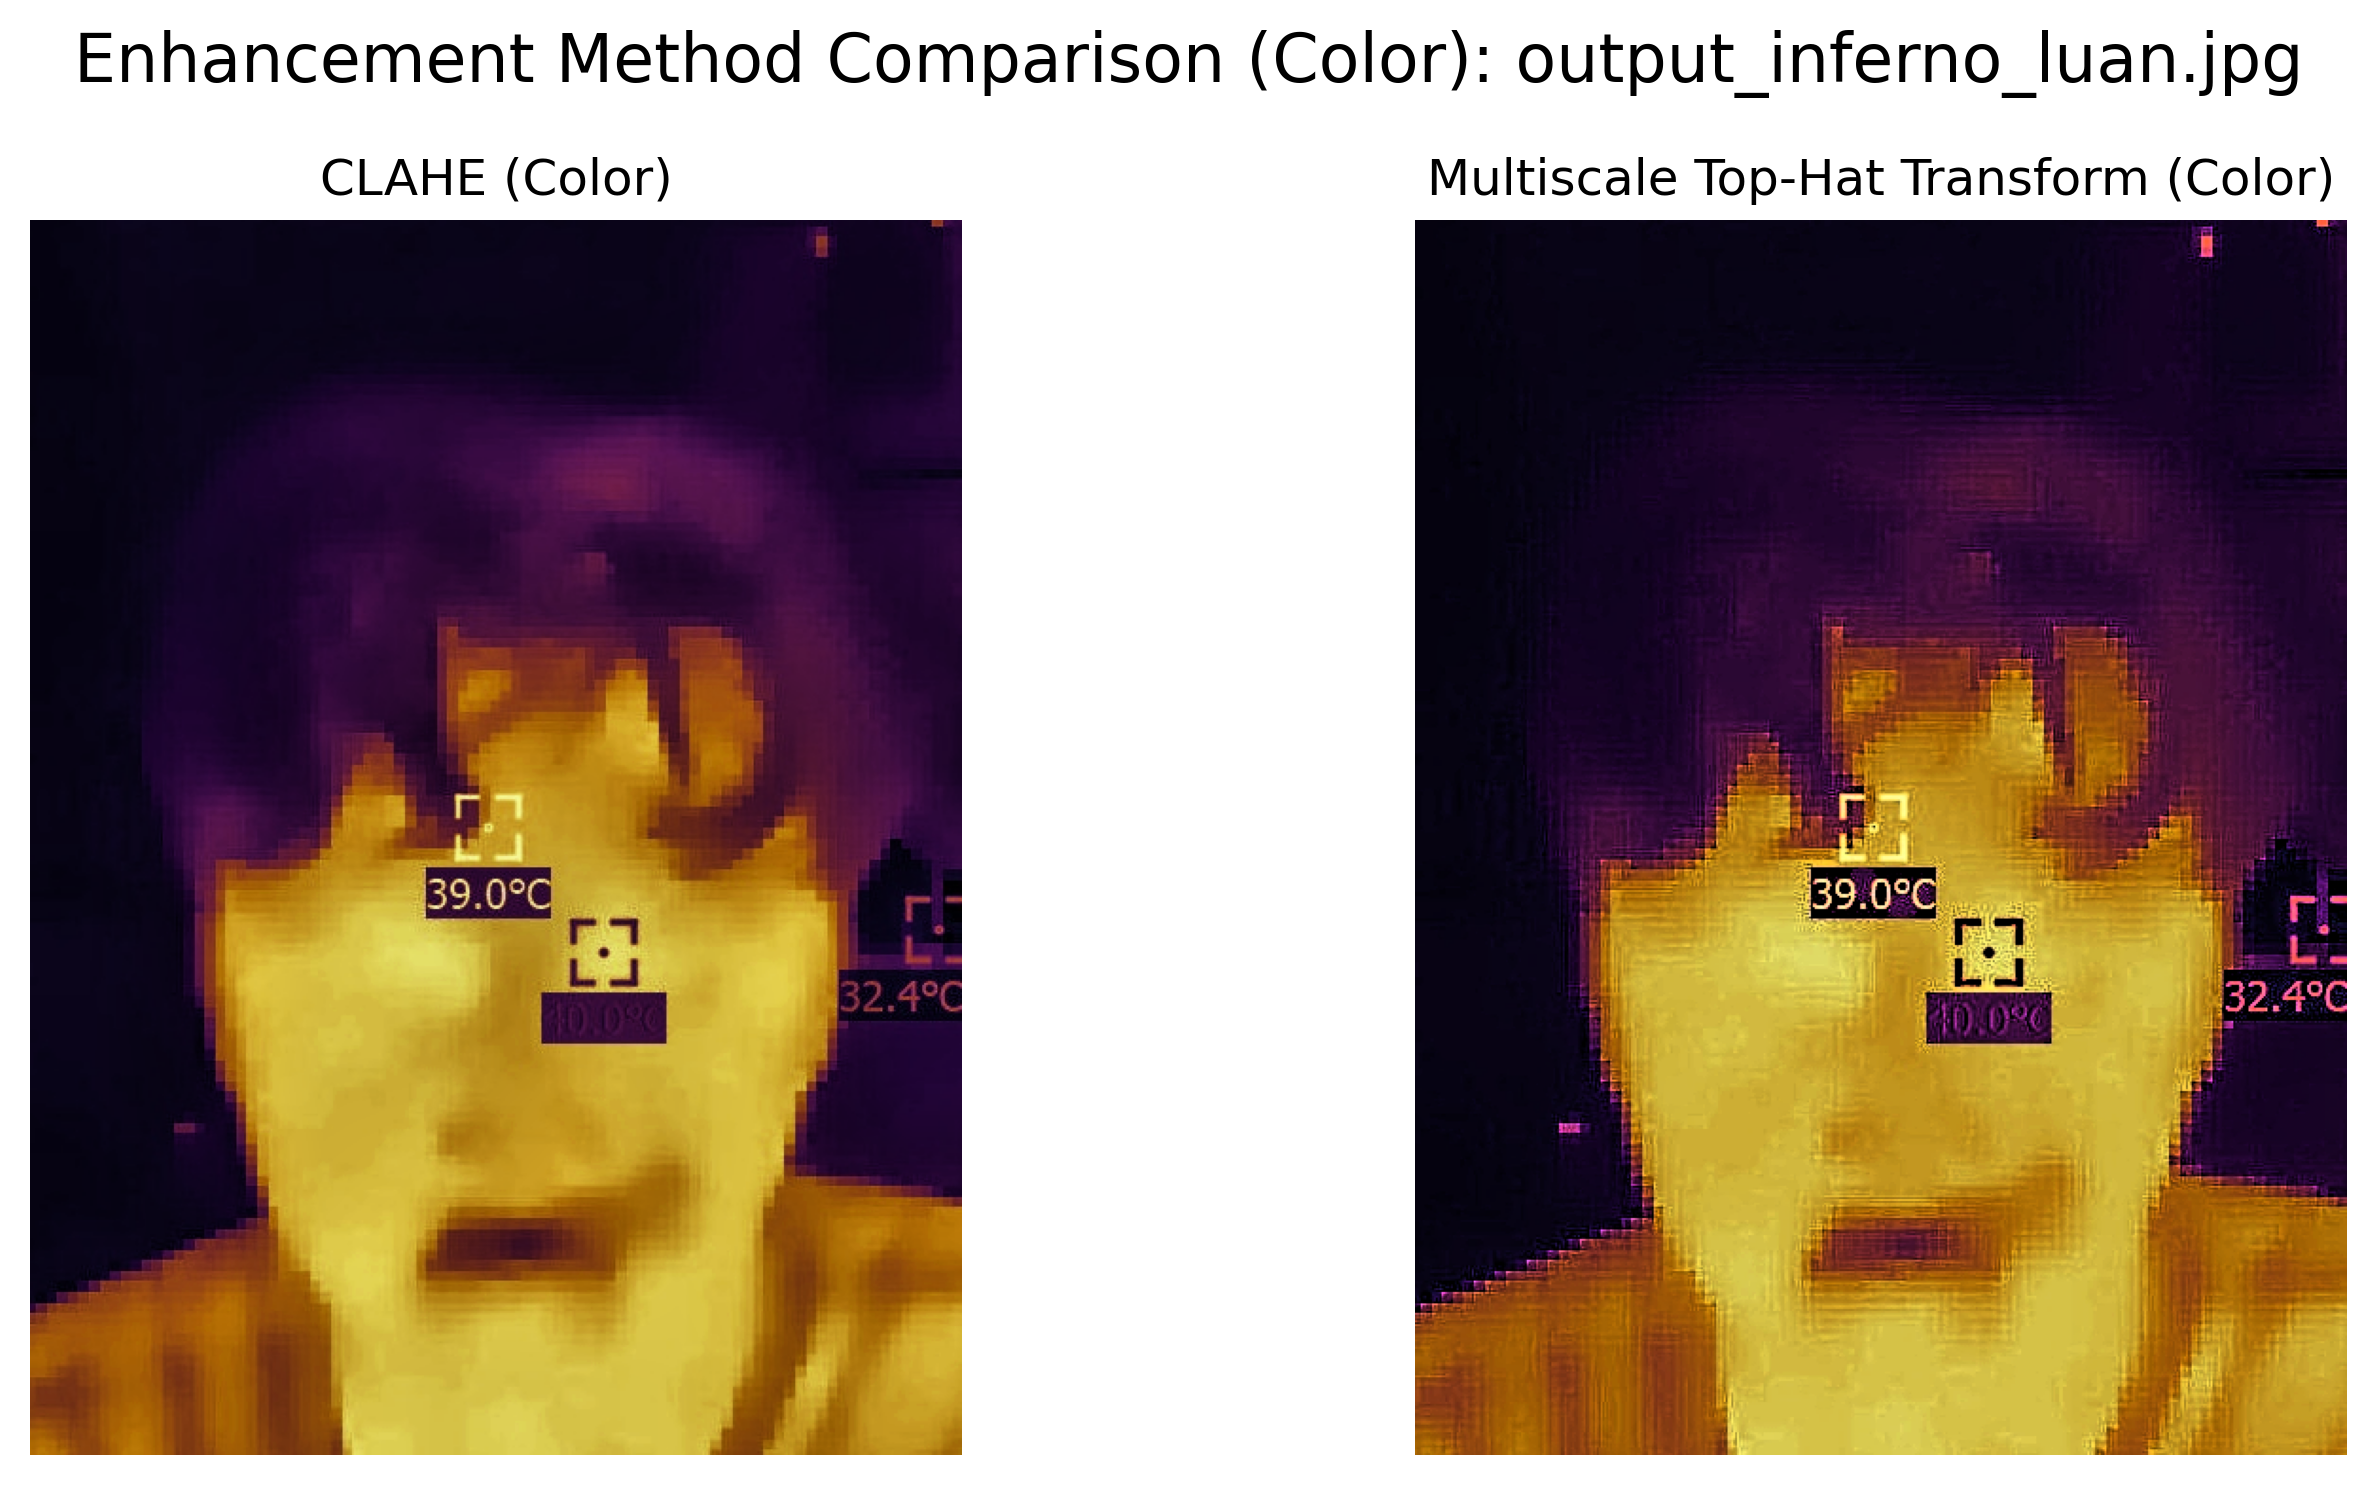 Enhancement Method Comparison (Color): output_inferno_luan.jpg
CLAHE (Color)
Multiscale Top-Hat Transform (Color)
39.0°C
40.0°C
32.4°C
39.0°C
40.0°C
32.4°C